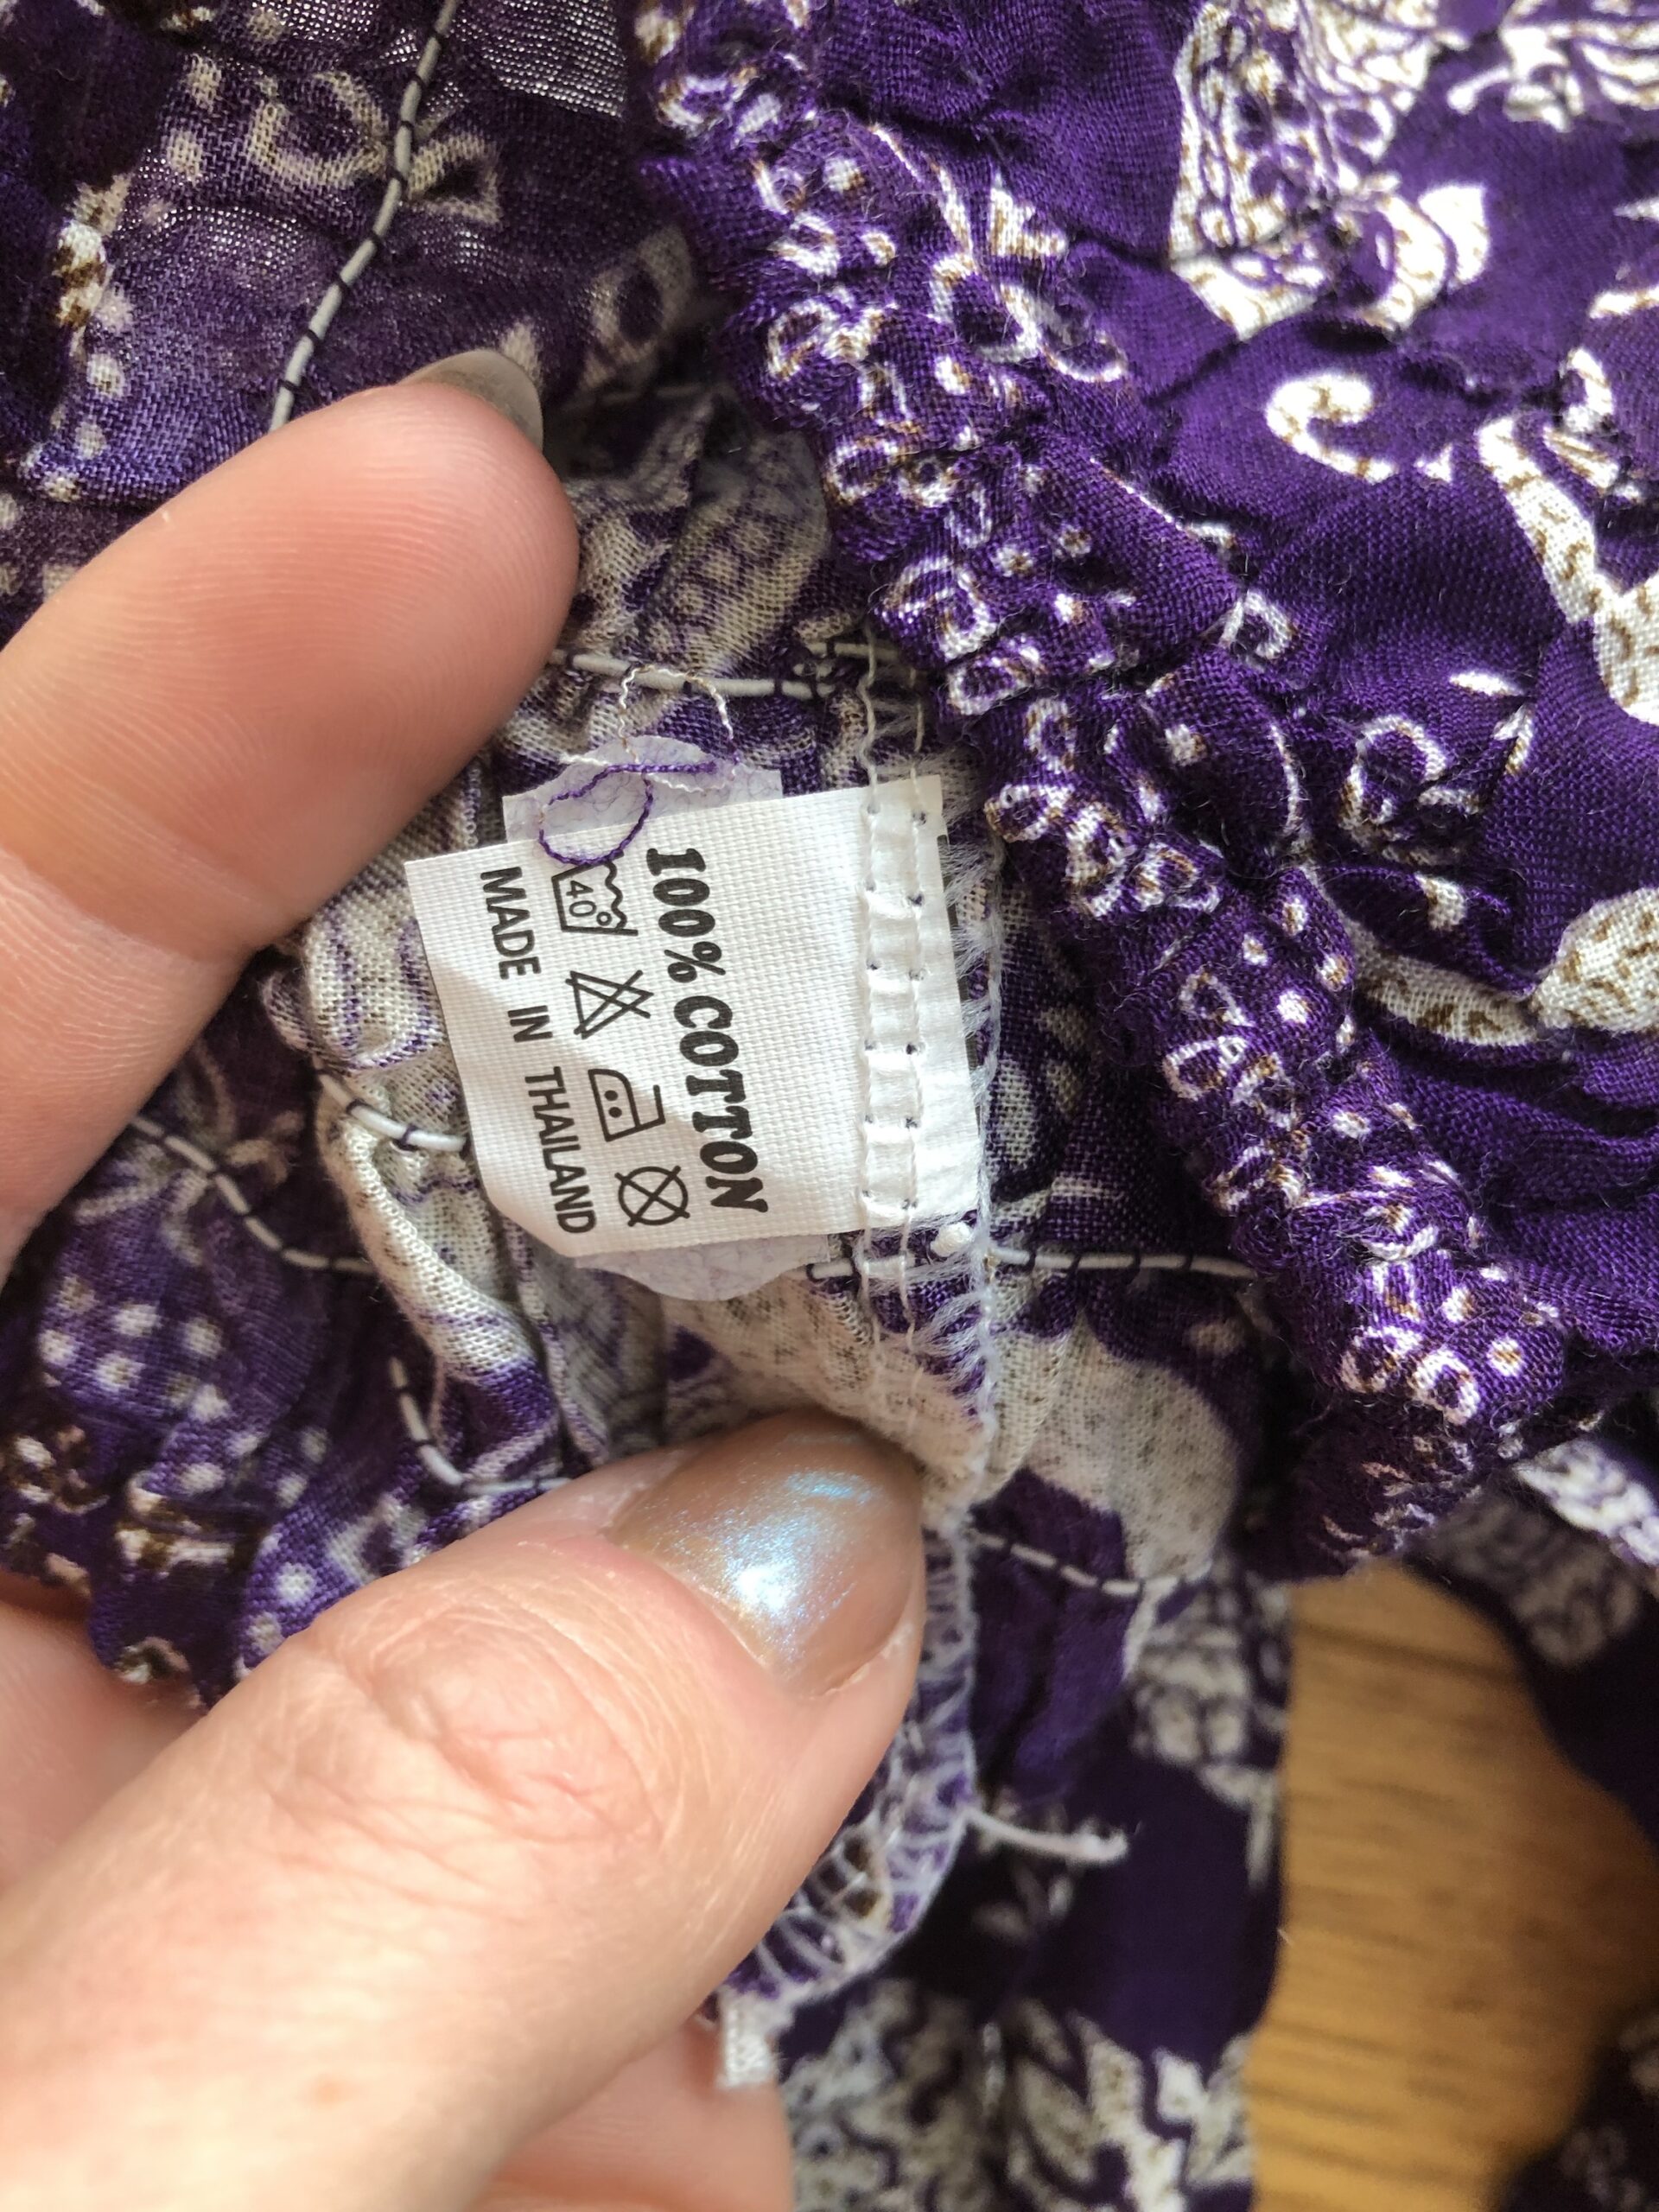 100% COTTON
40°
MADE IN THAILAND